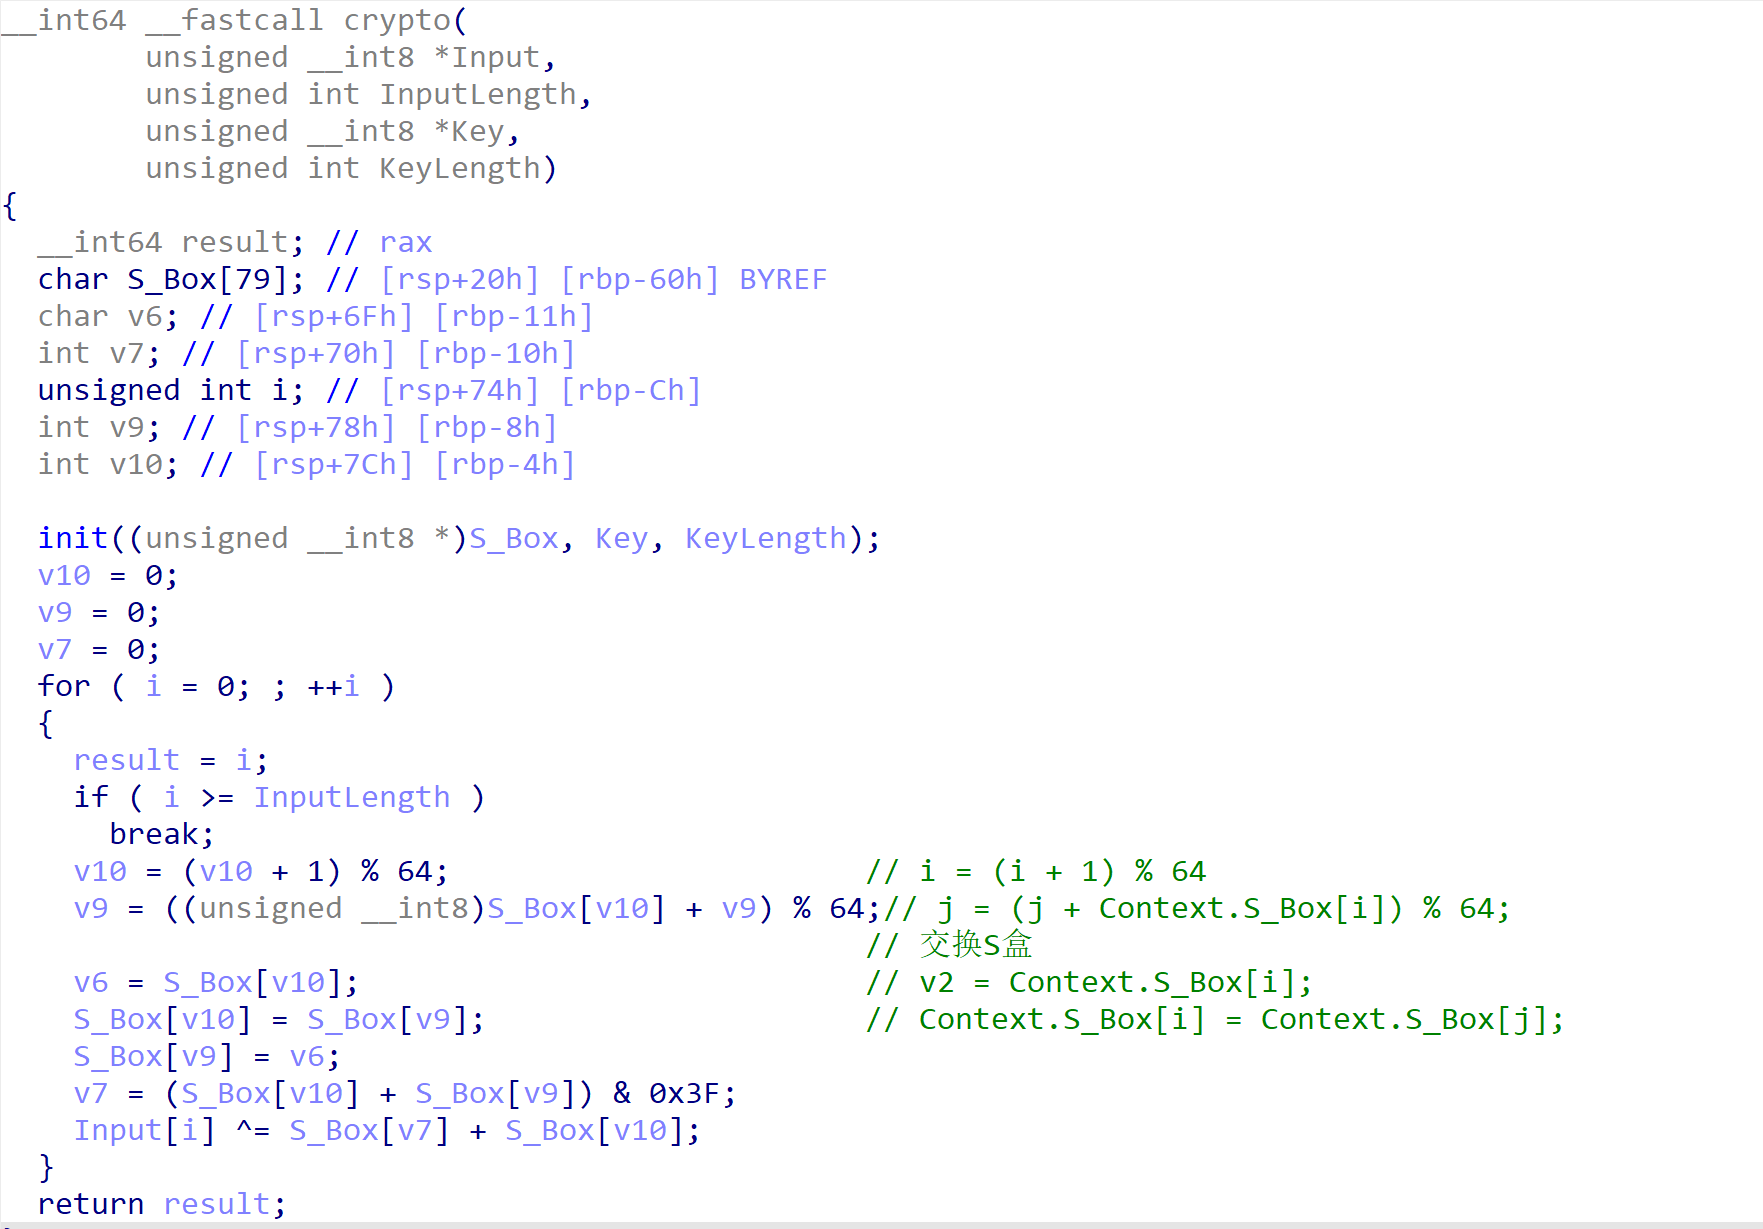 __int64 __fastcall crypto(
        unsigned __int8 *Input,
        unsigned int InputLength,
        unsigned __int8 *Key,
        unsigned int KeyLength)
{
  __int64 result; // rax
  char S_Box[79]; // [rsp+20h] [rbp-60h] BYREF
  char v6; // [rsp+6Fh] [rbp-11h]
  int v7; // [rsp+70h] [rbp-10h]
  unsigned int i; // [rsp+74h] [rbp-Ch]
  int v9; // [rsp+78h] [rbp-8h]
  int v10; // [rsp+7Ch] [rbp-4h]

  init((unsigned __int8 *)S_Box, Key, KeyLength);
  v10 = 0;
  v9 = 0;
  v7 = 0;
  for ( i = 0; ; ++i )
  {
    result = i;
    if ( i >= InputLength )
      break;
    v10 = (v10 + 1) % 64;                       // i = (i + 1) % 64
    v9 = ((unsigned __int8)S_Box[v10] + v9) % 64;// j = (j + Context.S_Box[i]) % 64;
                                                // 交换S盒
    v6 = S_Box[v10];                            // v2 = Context.S_Box[i];
    S_Box[v10] = S_Box[v9];                     // Context.S_Box[i] = Context.S_Box[j];
    S_Box[v9] = v6;
    v7 = (S_Box[v10] + S_Box[v9]) & 0x3F;
    Input[i] ^= S_Box[v7] + S_Box[v10];
  }
  return result;